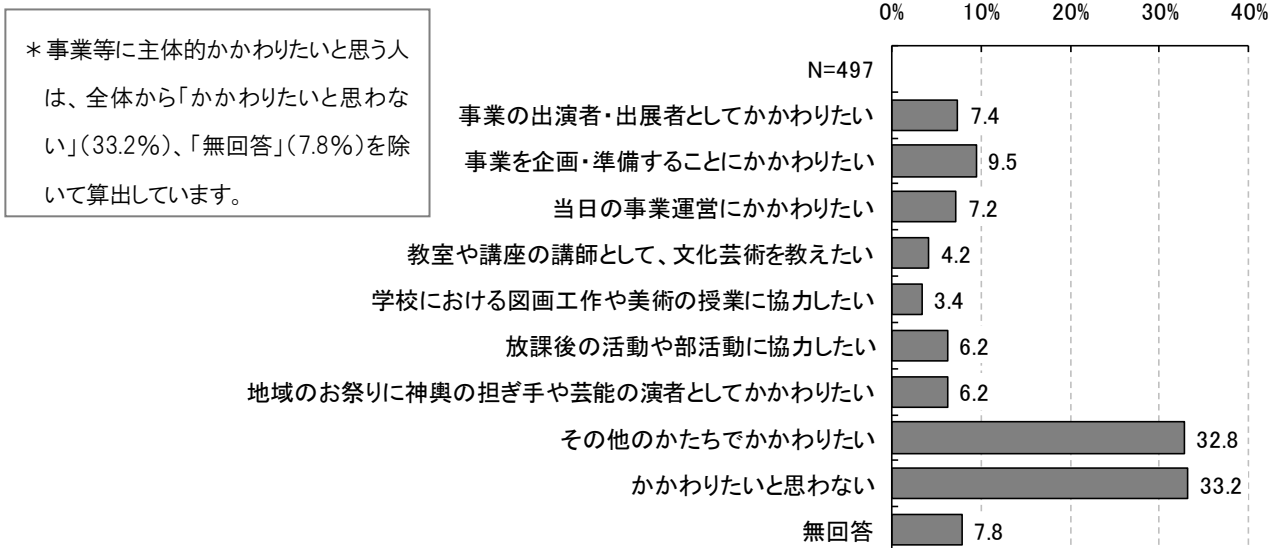 ＊事業等に主体的かかわりたいと思う人
は、全体から「かかわりたいと思わな
い」(33.2%)、「無回答」(7.8%)を除
いて算出しています。
0% 10% 20% 30% 40%
N=497
事業の出演者・出展者としてかかわりたい 7.4
事業を企画・準備することにかかわりたい 9.5
当日の事業運営にかかわりたい 7.2
教室や講座の講師として、文化芸術を教えたい 4.2
学校における図画工作や美術の授業に協力したい 3.4
放課後の活動や部活動に協力したい 6.2
地域のお祭りに神輿の担ぎ手や芸能の演者としてかかわりたい 6.2
その他のかたちでかかわりたい 32.8
かかわりたいと思わない 33.2
無回答 7.8